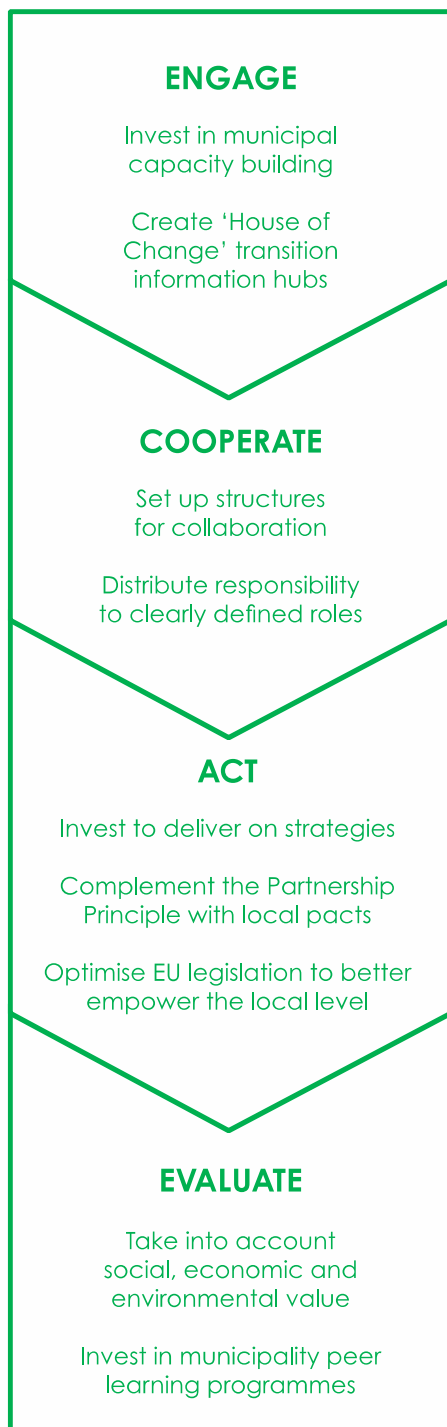 ENGAGE
Invest in municipal
capacity building
Create ‘House of
Change’ transition
information hubs
COOPERATE
Set up structures
for collaboration
Distribute responsibility
to clearly defined roles
ACT
Invest to deliver on strategies
Complement the Partnership
Principle with local pacts
Optimise EU legislation to better
empower the local level
EVALUATE
Take into account
social, economic and
environmental value
Invest in municipality peer
learning programmes